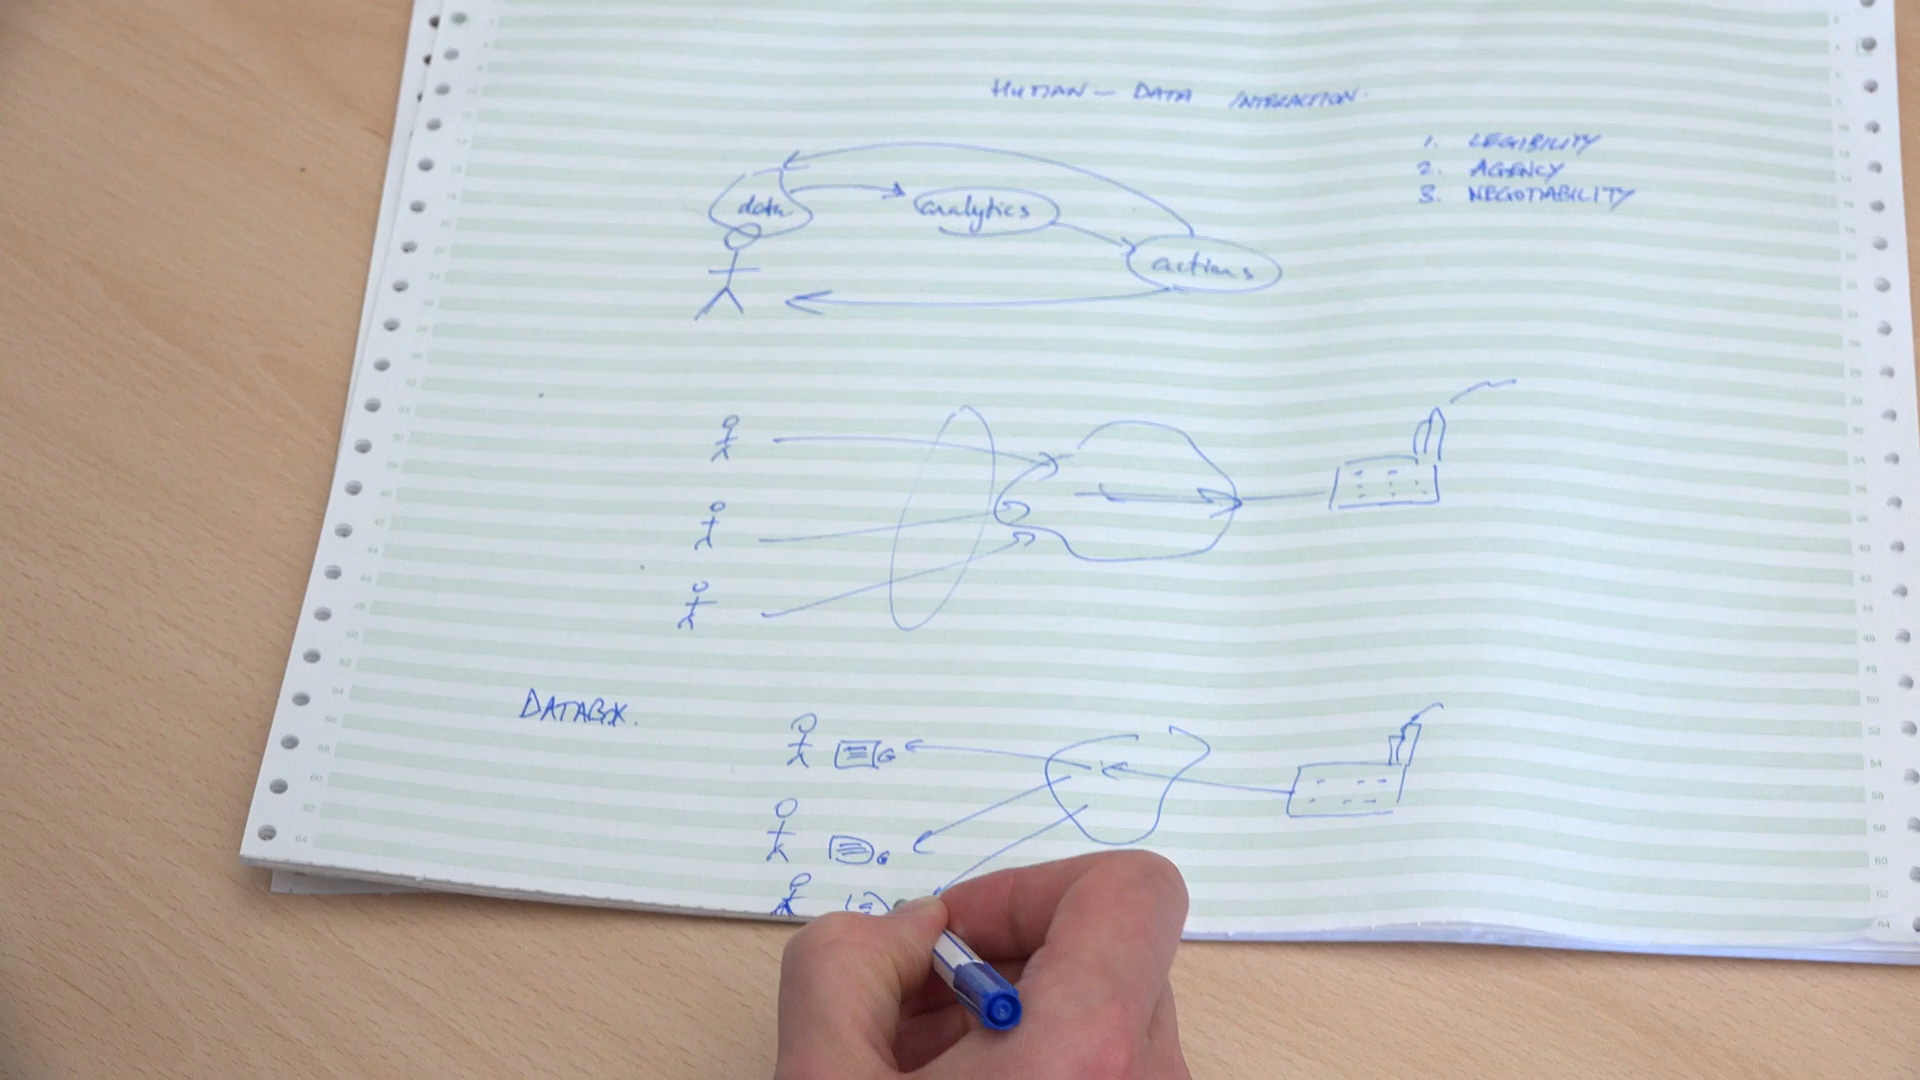 HUMAN – DATA INTERACTION.
1. LEGIBILITY
2. AGENCY
3. NEGOTIABILITY
data
analytics
actions
DATABOX.